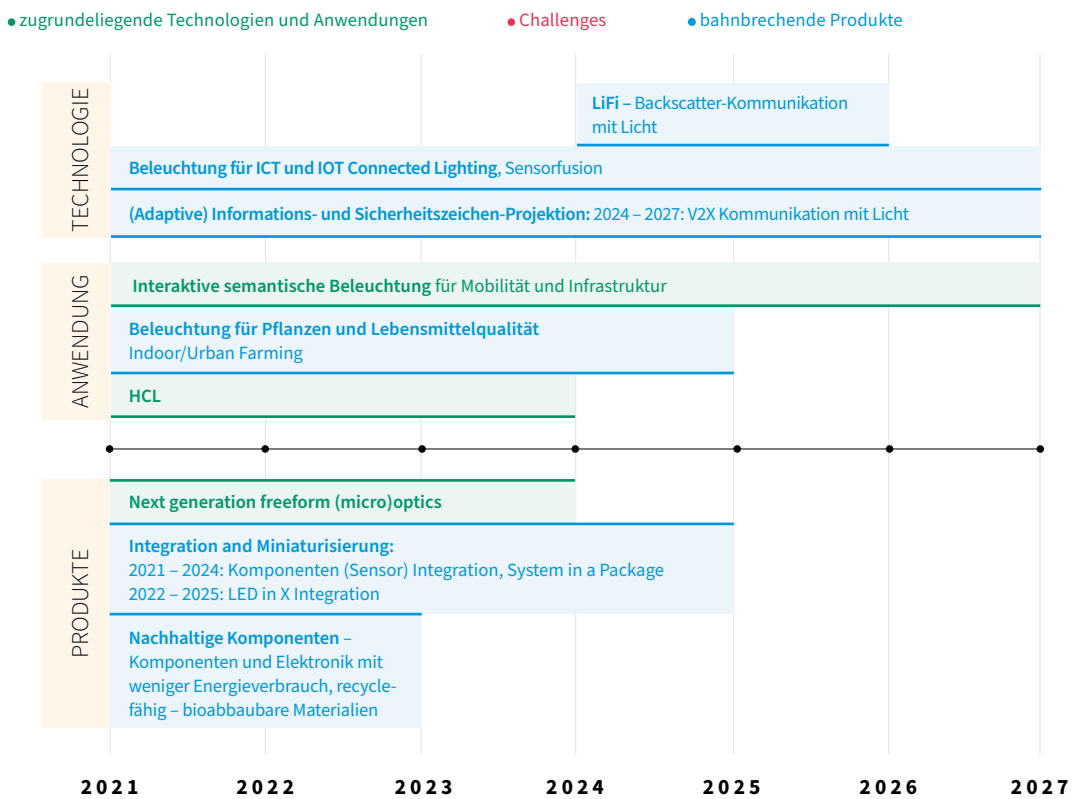 zugrundeliegende Technologien und Anwendungen
Challenges
bahnbrechende Produkte
TECHNOLOGIE
LiFi – Backscatter-Kommunikation
mit Licht
Beleuchtung für ICT und IOT Connected Lighting, Sensorfusion
(Adaptive) Informations- und Sicherheitszeichen-Projektion: 2024 – 2027: V2X Kommunikation mit Licht
ANWENDUNG
Interaktive semantische Beleuchtung für Mobilität und Infrastruktur
Beleuchtung für Pflanzen und Lebensmittelqualität
Indoor/Urban Farming
HCL
PRODUKTE
Next generation freeform (micro)optics
Integration and Miniaturisierung:
2021 – 2024: Komponenten (Sensor) Integration, System in a Package
2022 – 2025: LED in X Integration
Nachhaltige Komponenten –
Komponenten und Elektronik mit
weniger Energieverbrauch, recycle-
fähig – bioabbaubare Materialien
2021 2022 2023 2024 2025 2026 2027